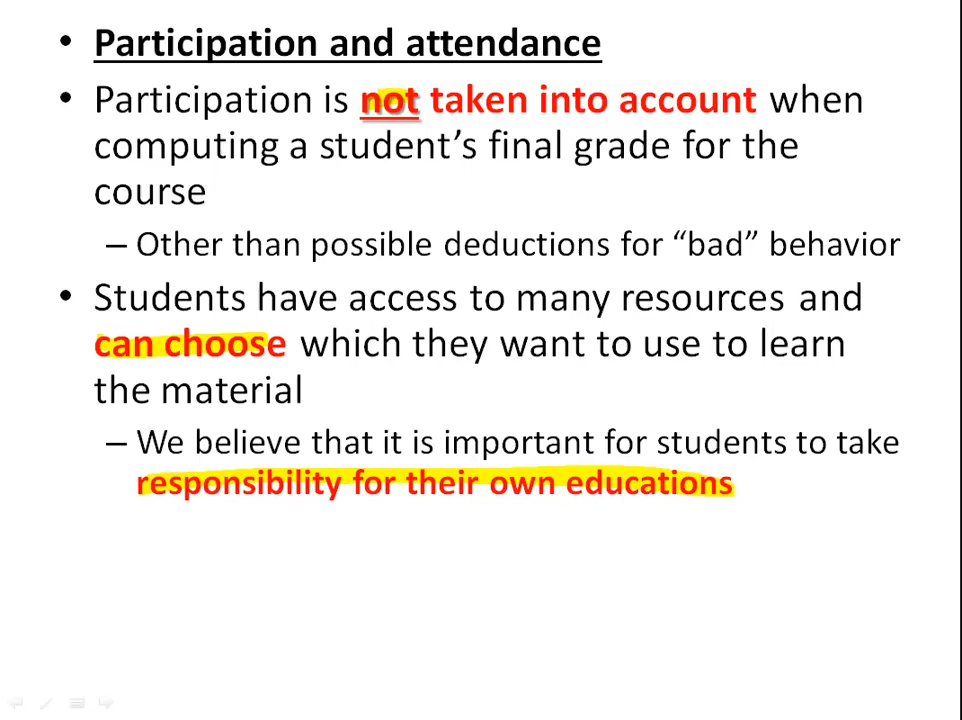 • Participation and attendance
• Participation is not taken into account when
computing a student’s final grade for the
course
– Other than possible deductions for “bad” behavior
• Students have access to many resources and
can choose which they want to use to learn
the material
– We believe that it is important for students to take
responsibility for their own educations